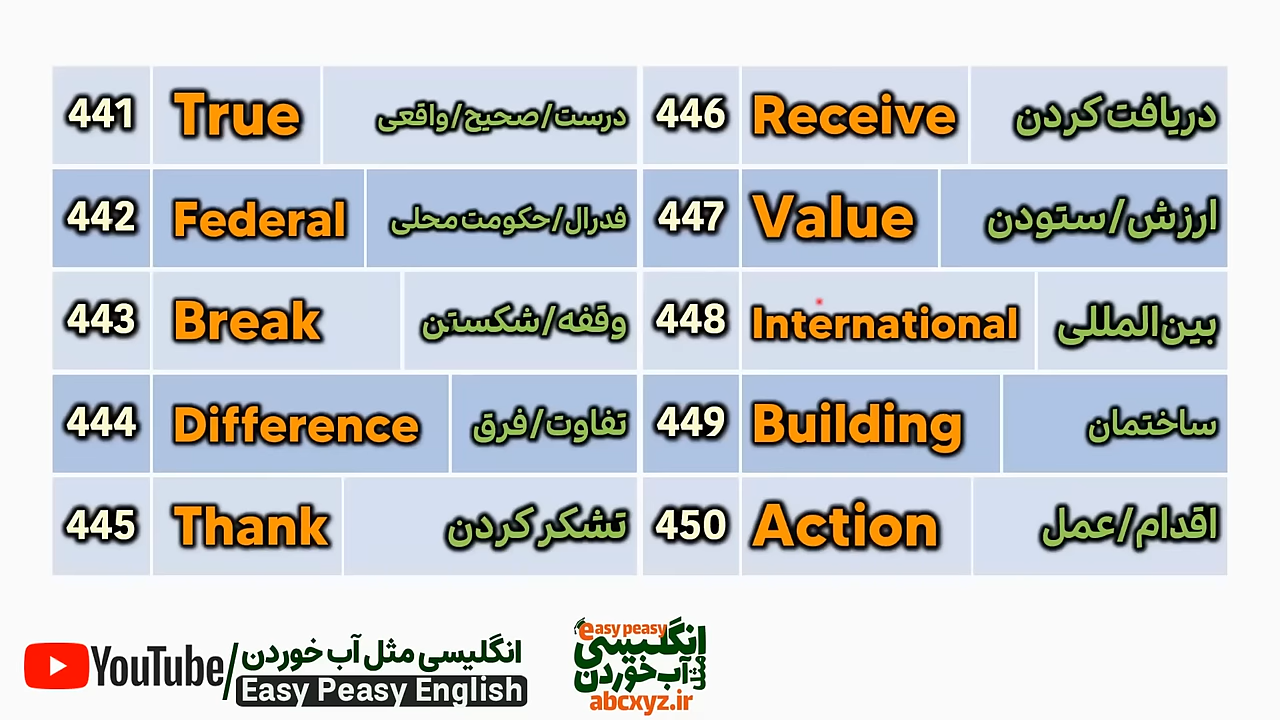 441 True درست/صحیح/واقعی
442 Federal فدرال/حکومت محلی
443 Break وقفه/شکستن
444 Difference تفاوت/فرق
445 Thank تشکر کردن
446 Receive دریافت کردن
447 Value ارزش/ستودن
448 International بین‌المللی
449 Building ساختمان
450 Action اقدام/عمل
YouTube/انگلیسی مثل آب خوردن
Easy Peasy English
easy peasy
انگلیسی
مثل آب خوردن
abcxyz.ir